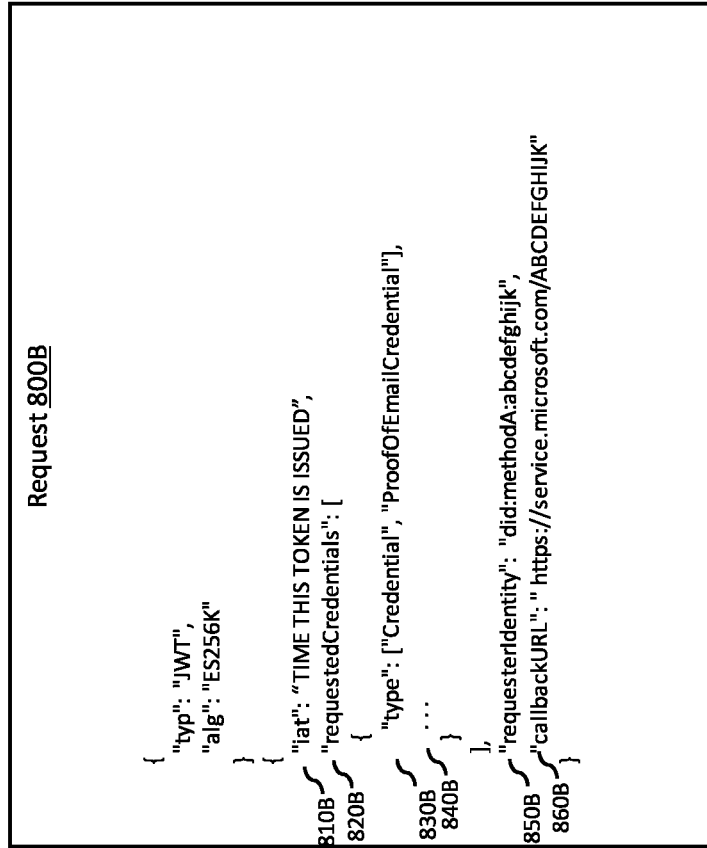 Request 800B
{
"typ": "JWT",
"alg": "ES256K"
}
{
810B "iat": “TIME THIS TOKEN IS ISSUED”,
820B "requestedCredentials": [
{
830B "type": ["Credential", "ProofOfEmailCredential"],
840B . . .
}
],
850B "requesterIdentity": "did:methodA:abcdefghijk",
860B "callbackURL": " https://service.microsoft.com/ABCDEFGHIJK"
}